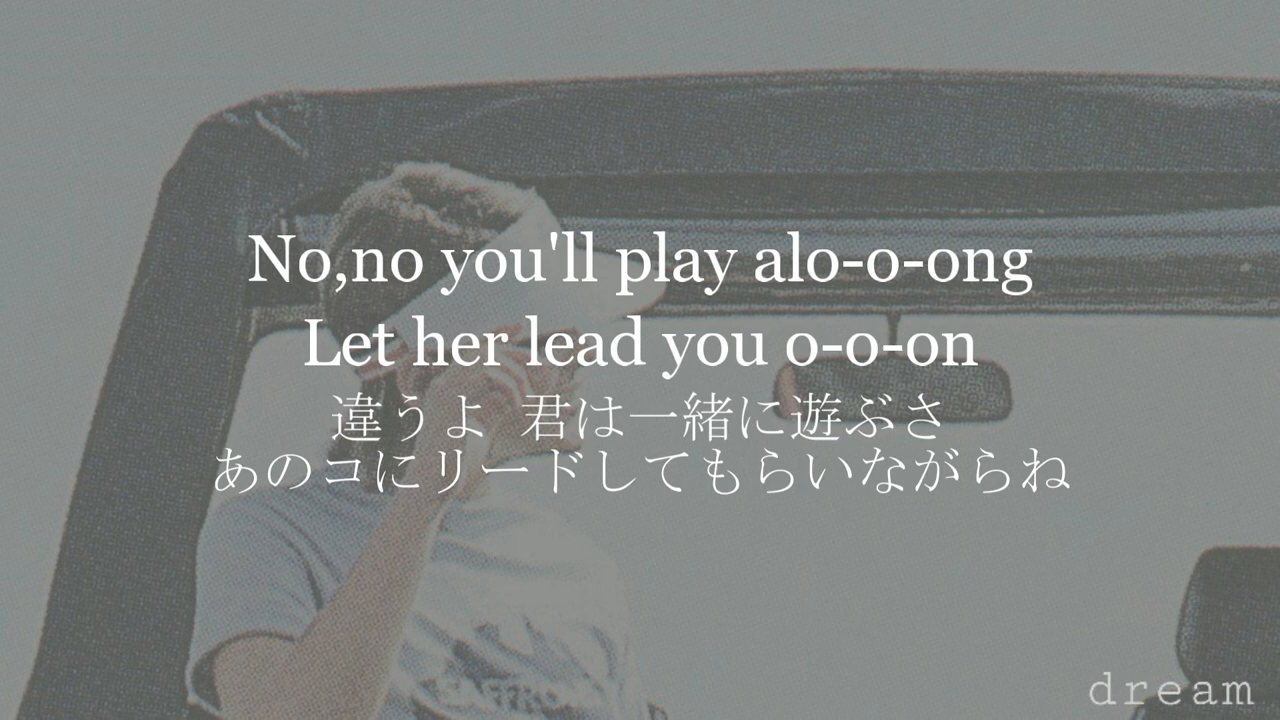 No,no you'll play alo-o-ong
Let her lead you o-o-on
違うよ 君は一緒に遊ぶさ
あのコにリードしてもらいながらね
dream